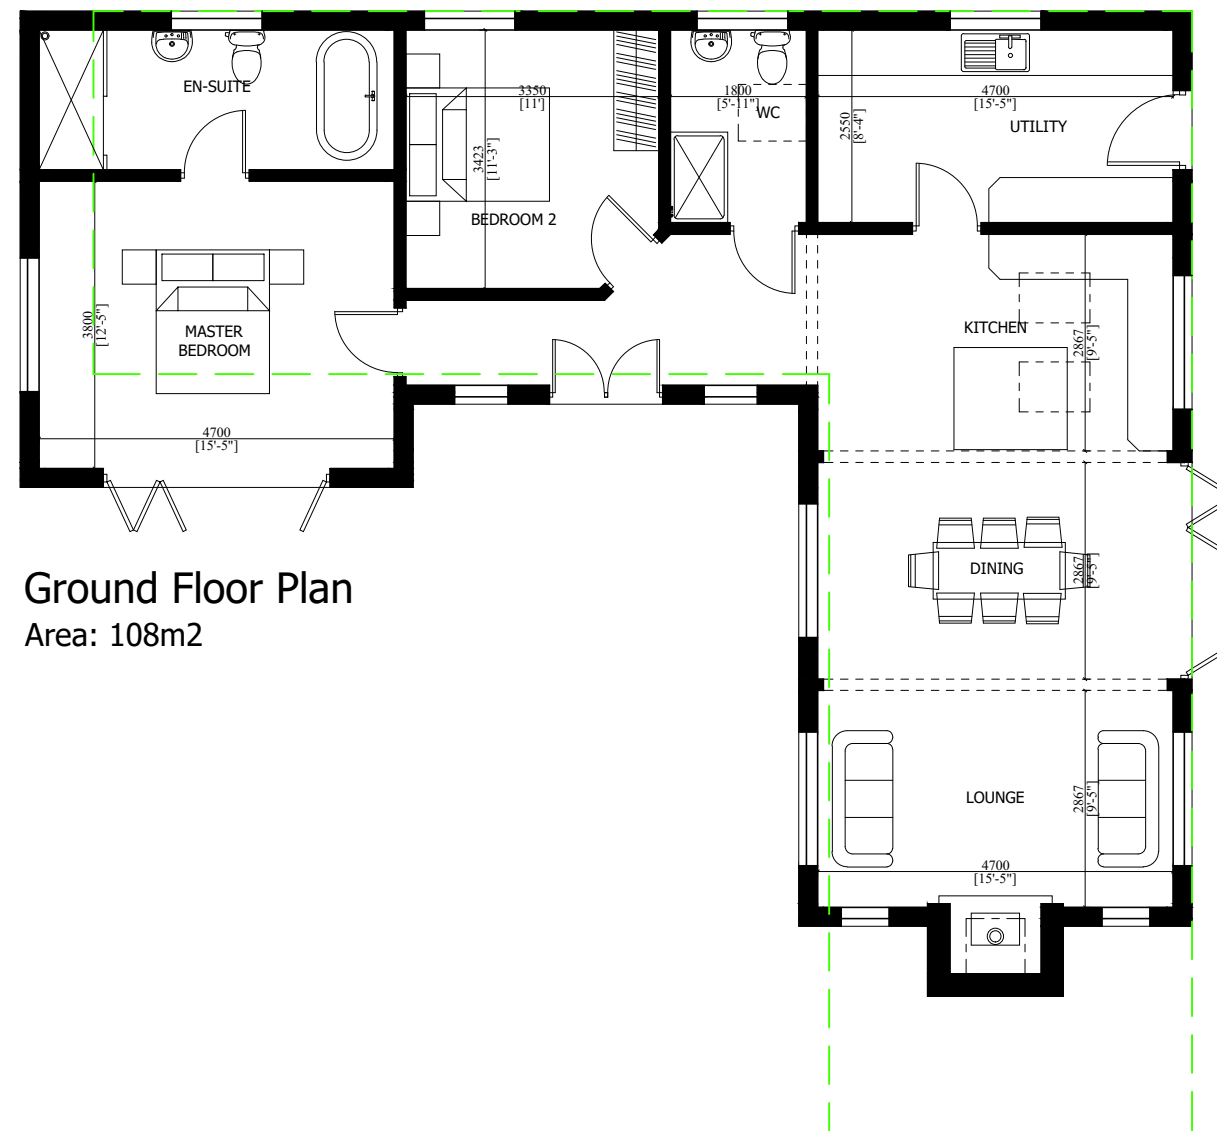 EN-SUITE
3350
[11']
1800
[5'-11"]
WC
4700
[15'-5"]
UTILITY
2550
[8'-4"]
3423
[11'-3"]
BEDROOM 2
3800
[12'-5"]
MASTER
BEDROOM
KITCHEN
2867
[9'-5"]
4700
[15'-5"]
DINING
2867
[9'-5"]
Ground Floor Plan
Area: 108m2
LOUNGE
2867
[9'-5"]
4700
[15'-5"]